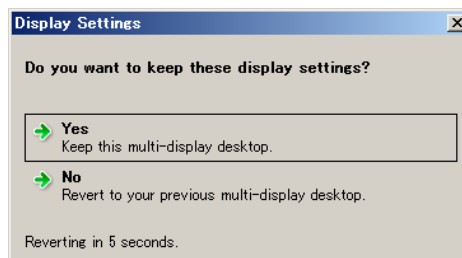 Display Settings
Do you want to keep these display settings?
Yes
Keep this multi-display desktop.
No
Revert to your previous multi-display desktop.
Reverting in 5 seconds.